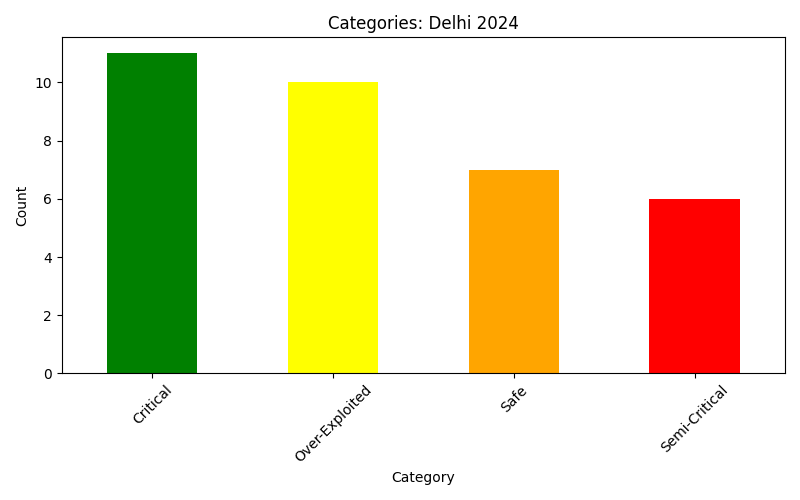 Categories: Delhi 2024
Count
10
8
6
4
2
0
Critical
Over-Exploited
Safe
Semi-Critical
Category